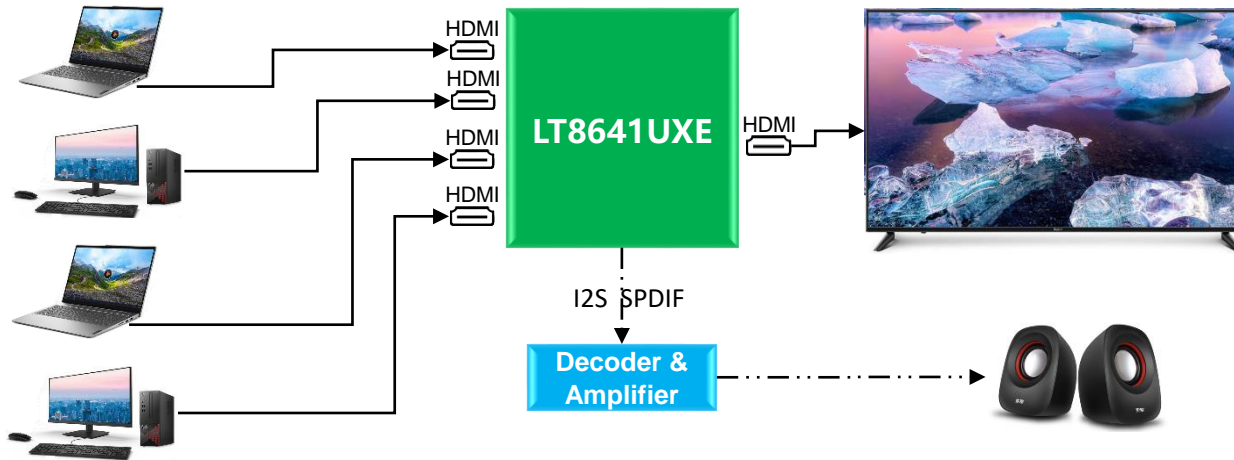 HDMI
HDMI
HDMI
HDMI
LT8641UXE
HDMI
I2S SPDIF
Decoder &
Amplifier